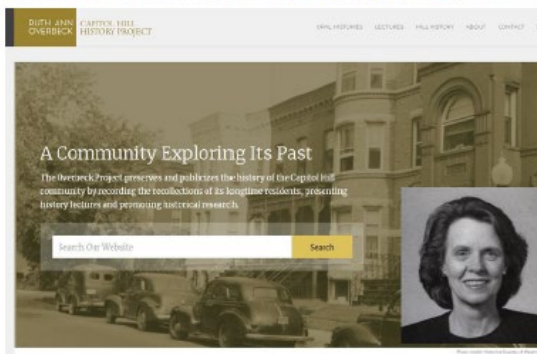 RUTH ANN OVERBECK
CAPITOL HILL HISTORY PROJECT
ORAL HISTORIES LECTURES HILL HISTORY ABOUT CONTACT
A Community Exploring Its Past
The Overbeck Project preserves and publicizes the history of the Capitol Hill
community by recording the recollections of its longtime residents, presenting
history lectures and promoting historical research.
Search Our Website
Search